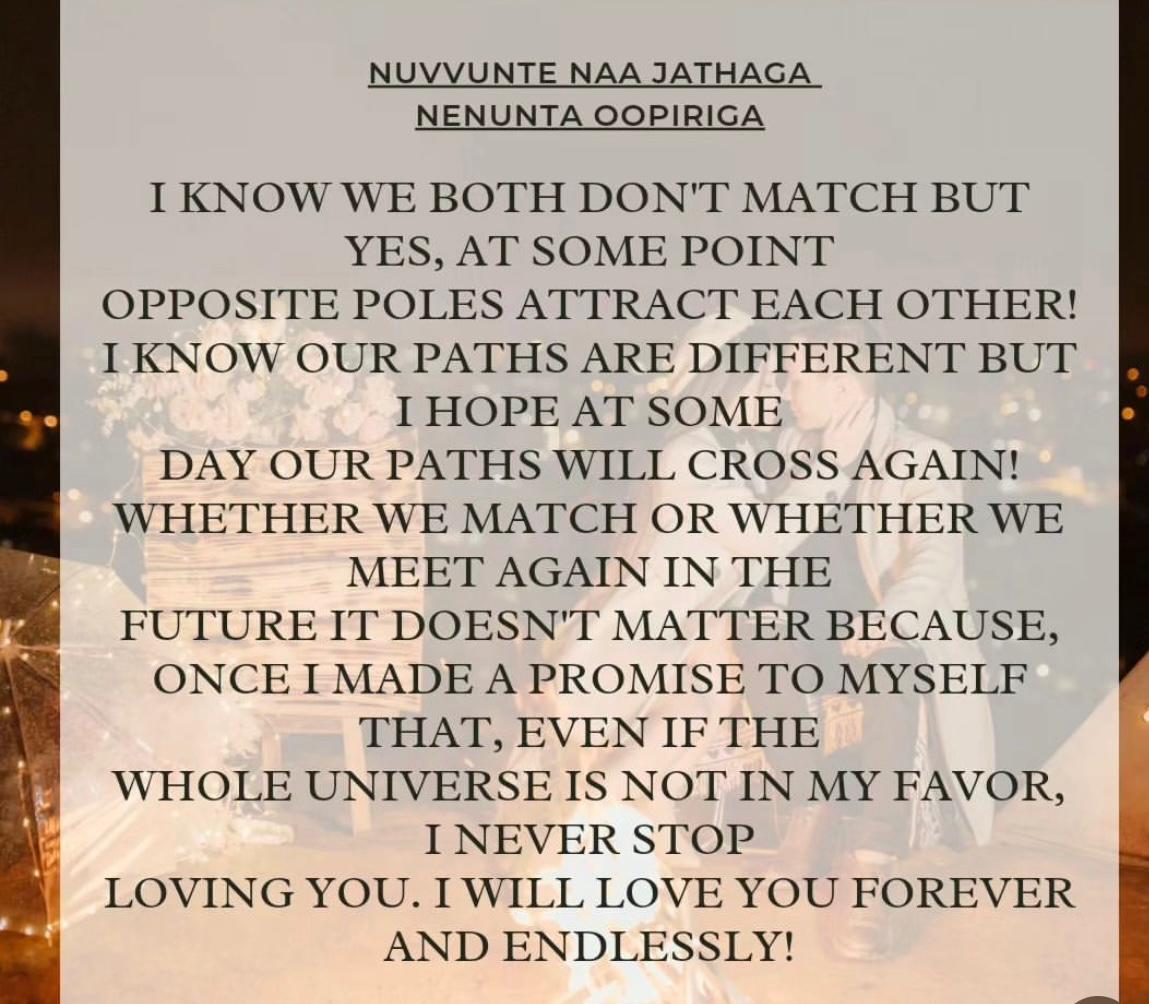 NUVVUNTE NAA JATHAGA
NENUNTA OOPIRIGA
I KNOW WE BOTH DON'T MATCH BUT
YES, AT SOME POINT
OPPOSITE POLES ATTRACT EACH OTHER!
I KNOW OUR PATHS ARE DIFFERENT BUT
I HOPE AT SOME
DAY OUR PATHS WILL CROSS AGAIN!
WHETHER WE MATCH OR WHETHER WE
MEET AGAIN IN THE
FUTURE IT DOESN'T MATTER BECAUSE,
ONCE I MADE A PROMISE TO MYSELF
THAT, EVEN IF THE
WHOLE UNIVERSE IS NOT IN MY FAVOR,
I NEVER STOP
LOVING YOU. I WILL LOVE YOU FOREVER
AND ENDLESSLY!